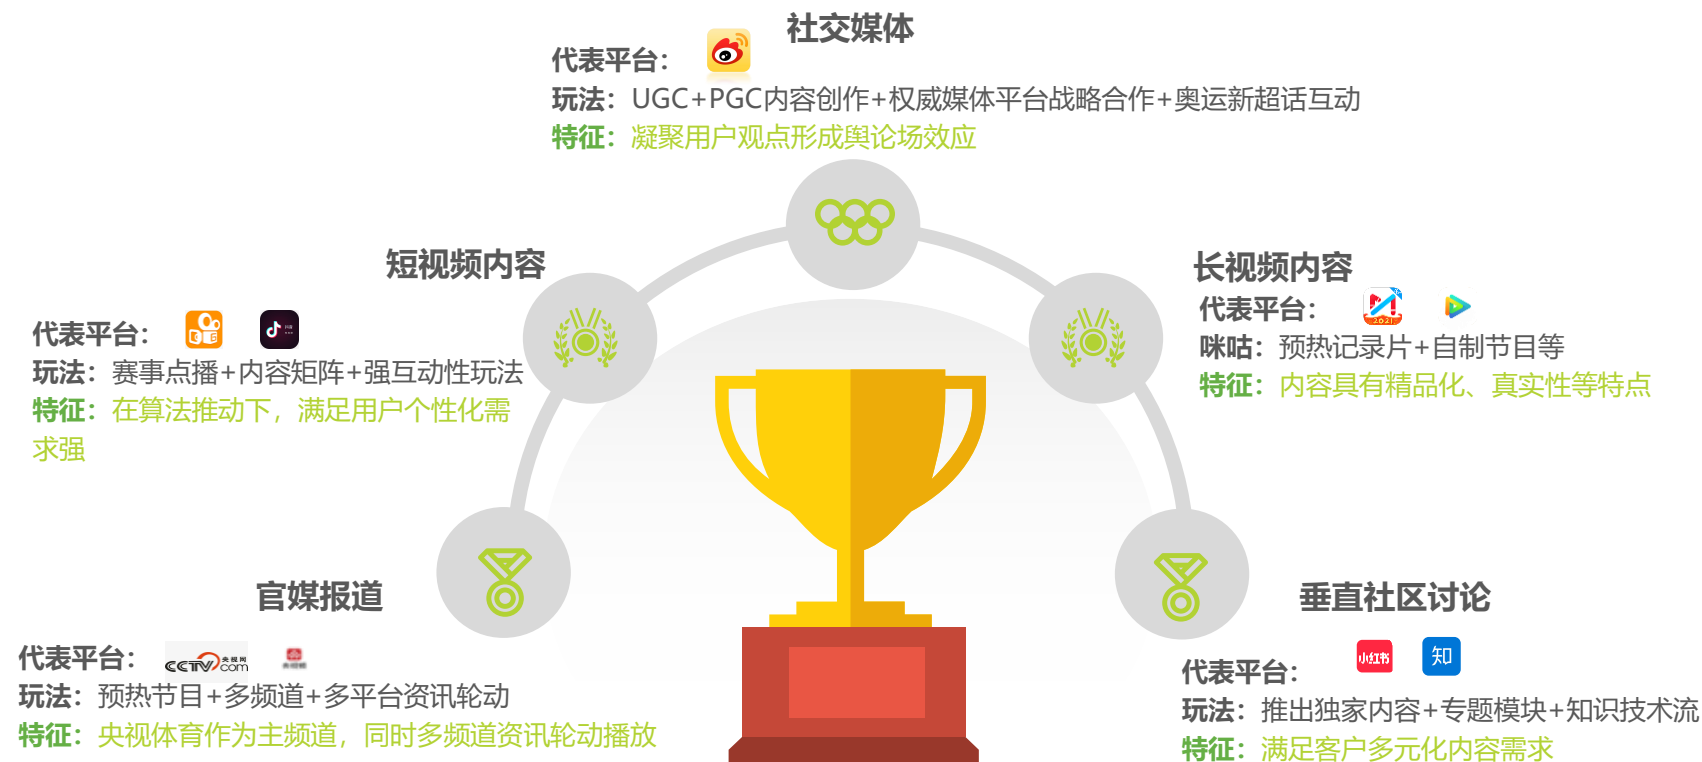 社交媒体
代表平台：
玩法：UGC+PGC内容创作+权威媒体平台战略合作+奥运新超话互动
特征：凝聚用户观点形成舆论场效应
短视频内容
代表平台：
玩法：赛事点播+内容矩阵+强互动性玩法
特征：在算法推动下，满足用户个性化需
求强
长视频内容
代表平台：
2021
咪咕：预热记录片+自制节目等
特征：内容具有精品化、真实性等特点
官媒报道
代表平台：
CCTV 央视网
com
玩法：预热节目+多频道+多平台资讯轮动
特征：央视体育作为主频道，同时多频道资讯轮动播放
垂直社区讨论
代表平台：
小红书 知
玩法：推出独家内容+专题模块+知识技术流
特征：满足客户多元化内容需求